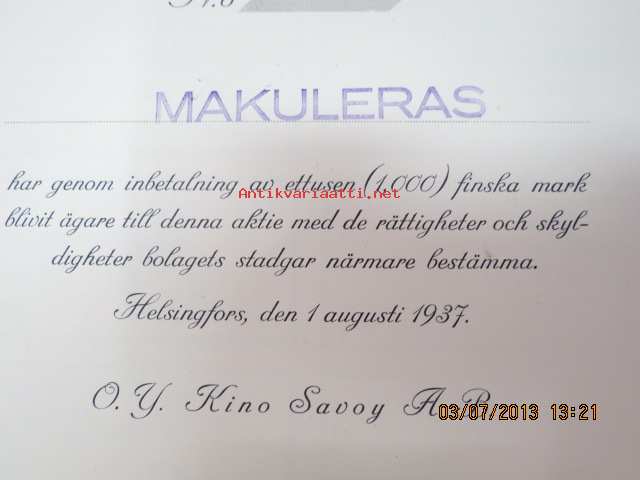 N:o
MAKULERAS
har genom inbetalning av ettusen (1,000) finska mark
Antikvariaatti.net
blivit ägare till denna aktie med de rättigheter och skyl-
digheter bolagets stadgar närmare bestämma.
Helsingfors, den 1 augusti 1937.
O. Y. Kino Savoy A. B.
03/07/2013 13:21